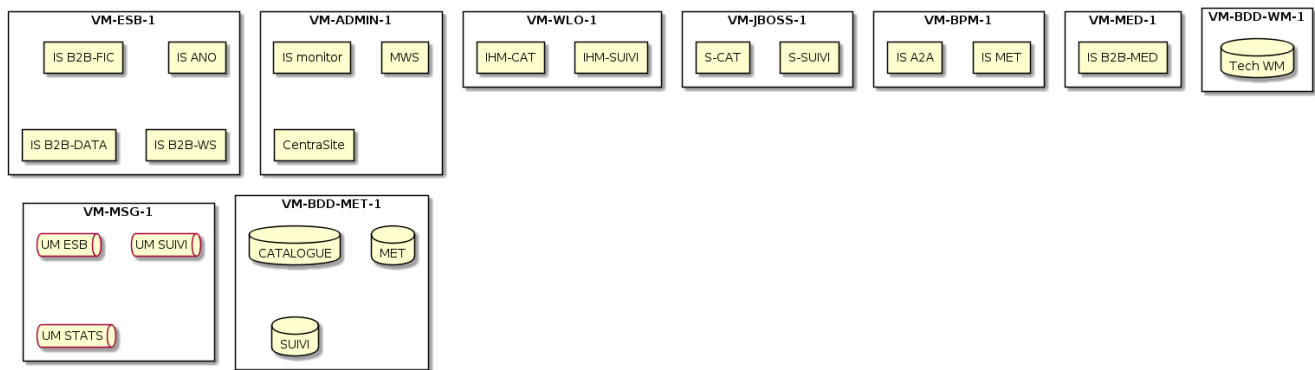 VM-ESB-1
IS B2B-FIC
IS ANO
IS B2B-DATA
IS B2B-WS
VM-ADMIN-1
IS monitor
MWS
CentraSite
VM-WLO-1
IHM-CAT
IHM-SUIVI
VM-JBOSS-1
S-CAT
S-SUIVI
VM-BPM-1
IS A2A
IS MET
VM-MED-1
IS B2B-MED
VM-BDD-WM-1
Tech WM
VM-MSG-1
UM ESB
UM SUIVI
UM STATS
VM-BDD-MET-1
CATALOGUE
MET
SUIVI